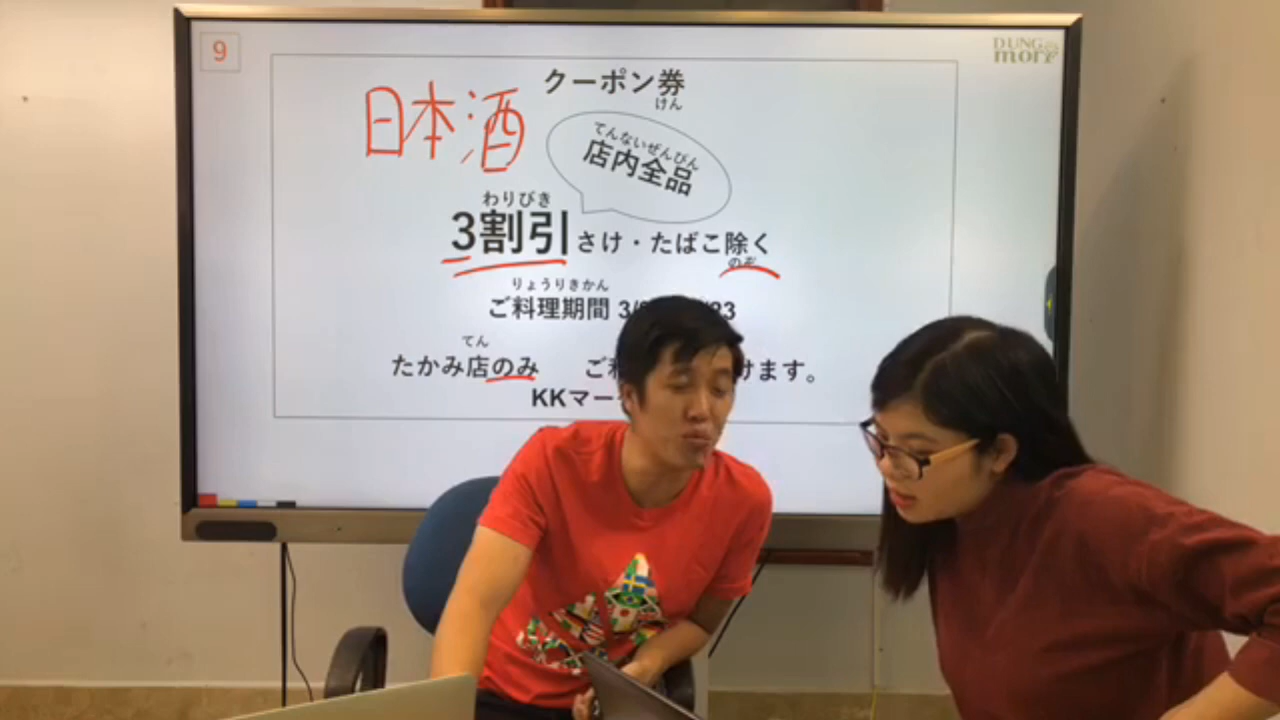 9
DUNG
morr
クーポン券
けん
日本酒
てんないぜんぴん
店内全品
わりびき
3割引 さけ・たばこ除く
のぞ
りょうりきかん
ご料理期間 3/
23
てん
たかみ店のみ ご
けます。
KKマー